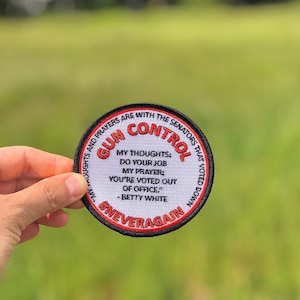 MY THOUGHTS AND PRAYERS ARE WITH THE SENATORS THAT VOTED DOWN
GUN CONTROL
MY THOUGHTS:
DO YOUR JOB
MY PRAYER:
YOU'RE VOTED OUT
OF OFFICE."
- BETTY WHITE
#NEVERAGAIN